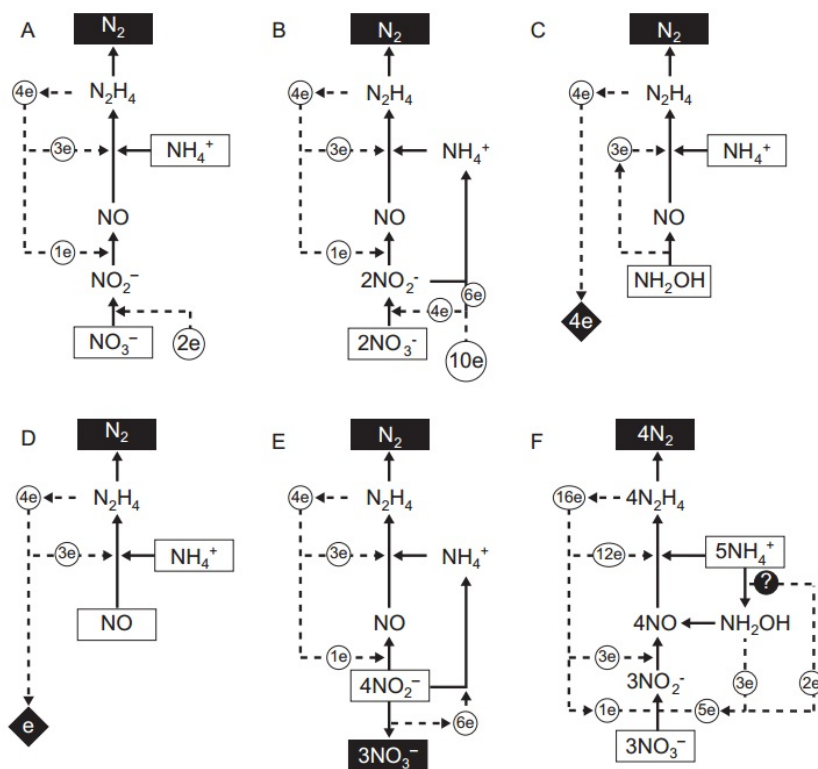 A B C
N₂ N₂ N₂
4e N₂H₄ 4e N₂H₄ 4e N₂H₄
3e NH₄⁺ 3e NH₄⁺ 3e NH₄⁺
NO NO NO
1e 1e
NO₂⁻ 2NO₂⁻ NH₂OH
6e
4e
NO₃⁻ 2e 2NO₃⁻ 10e 4e
D E F
N₂ N₂ 4N₂
4e N₂H₄ 4e N₂H₄ 16e 4N₂H₄
3e NH₄⁺ 3e NH₄⁺ 12e 5NH₄⁺
?
NO NO 4NO NH₂OH
1e 3e
4NO₂⁻ 3NO₂⁻ 3e 2e
6e 1e 5e
e 3NO₃⁻ 3NO₃⁻